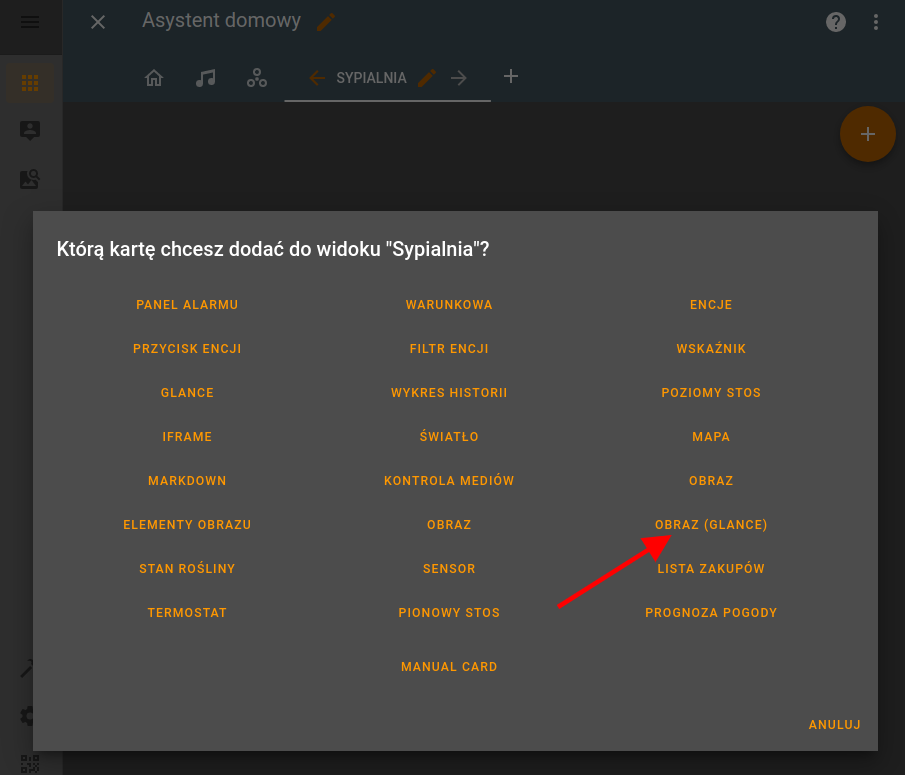 Asystent domowy
SYPIALNIA
Którą kartę chcesz dodać do widoku "Sypialnia"?
PANEL ALARMU WARUNKOWA ENCJE
PRZYCISK ENCJI FILTR ENCJI WSKAŹNIK
GLANCE WYKRES HISTORII POZIOMY STOS
IFRAME ŚWIATŁO MAPA
MARKDOWN KONTROLA MEDIÓW OBRAZ
ELEMENTY OBRAZU OBRAZ OBRAZ (GLANCE)
STAN ROŚLINY SENSOR LISTA ZAKUPÓW
TERMOSTAT PIONOWY STOS PROGNOZA POGODY
MANUAL CARD
ANULUJ